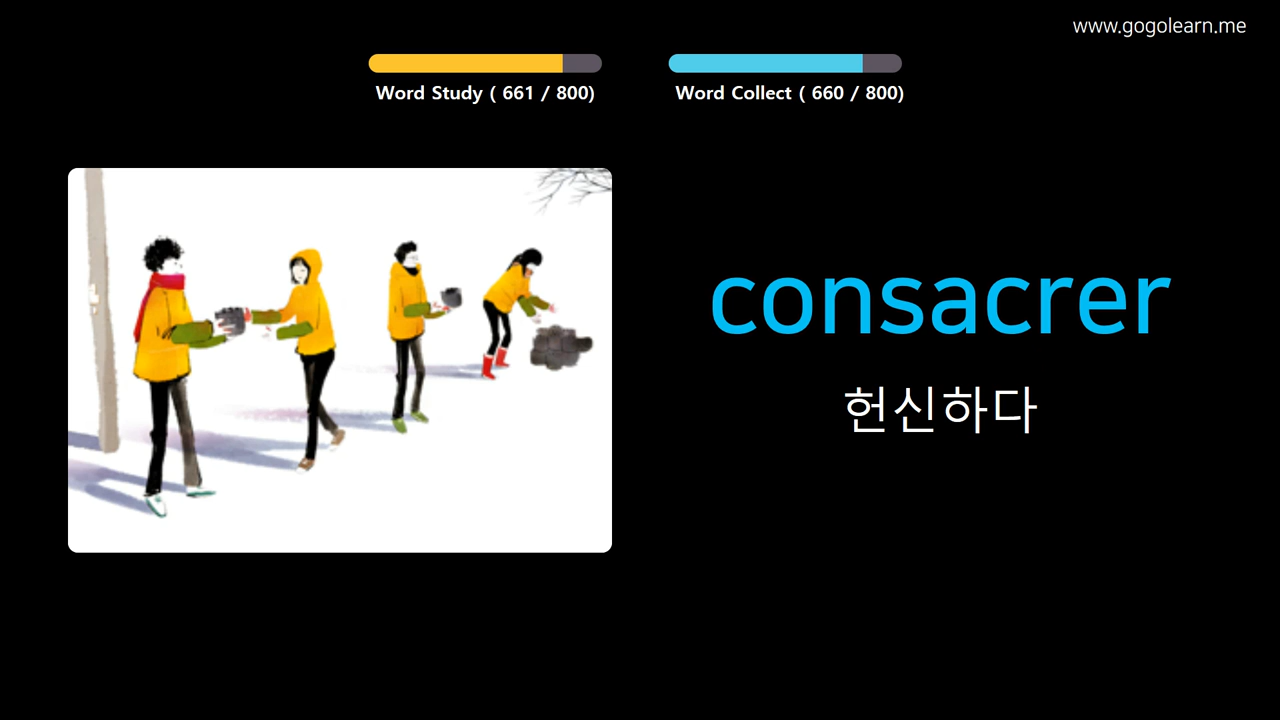 www.gogolearn.me
Word Study ( 661 / 800)
Word Collect ( 660 / 800)
consacrer
헌신하다